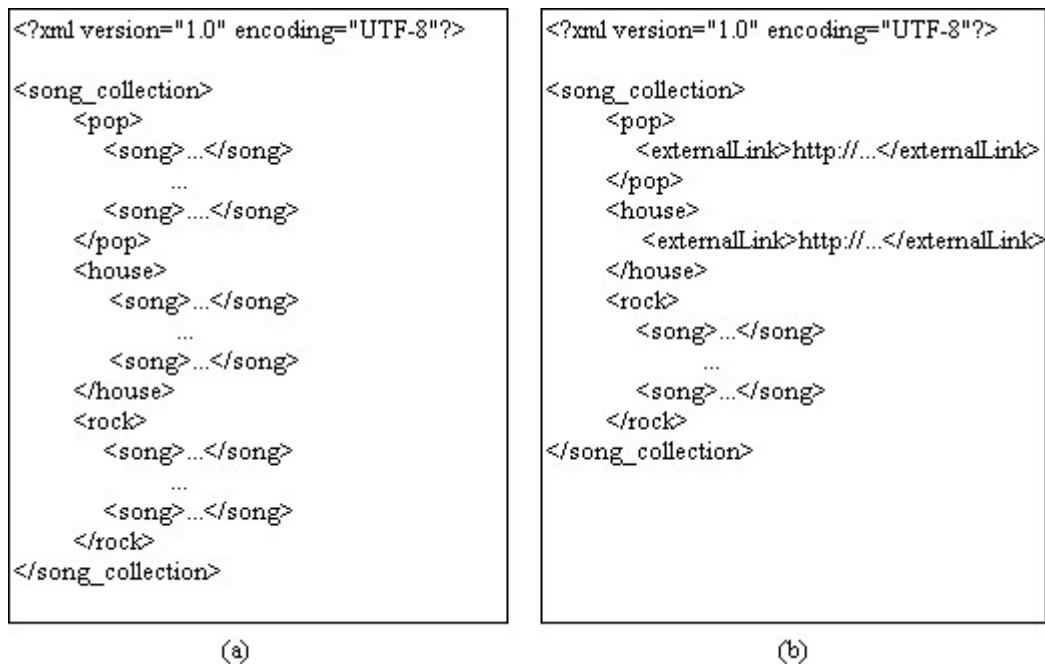 <?xml version="1.0" encoding="UTF-8"?>
<song_collection>
<pop>
<song>...</song>
...
<song>....</song>
</pop>
<house>
<song>...</song>
...
<song>...</song>
</house>
<rock>
<song>...</song>
...
<song>...</song>
</rock>
</song_collection>
(a)
<?xml version="1.0" encoding="UTF-8"?>
<song_collection>
<pop>
<externalLink>http://...</externalLink>
</pop>
<house>
<externalLink>http://...</externalLink>
</house>
<rock>
<song>...</song>
...
<song>...</song>
</rock>
</song_collection>
(b)